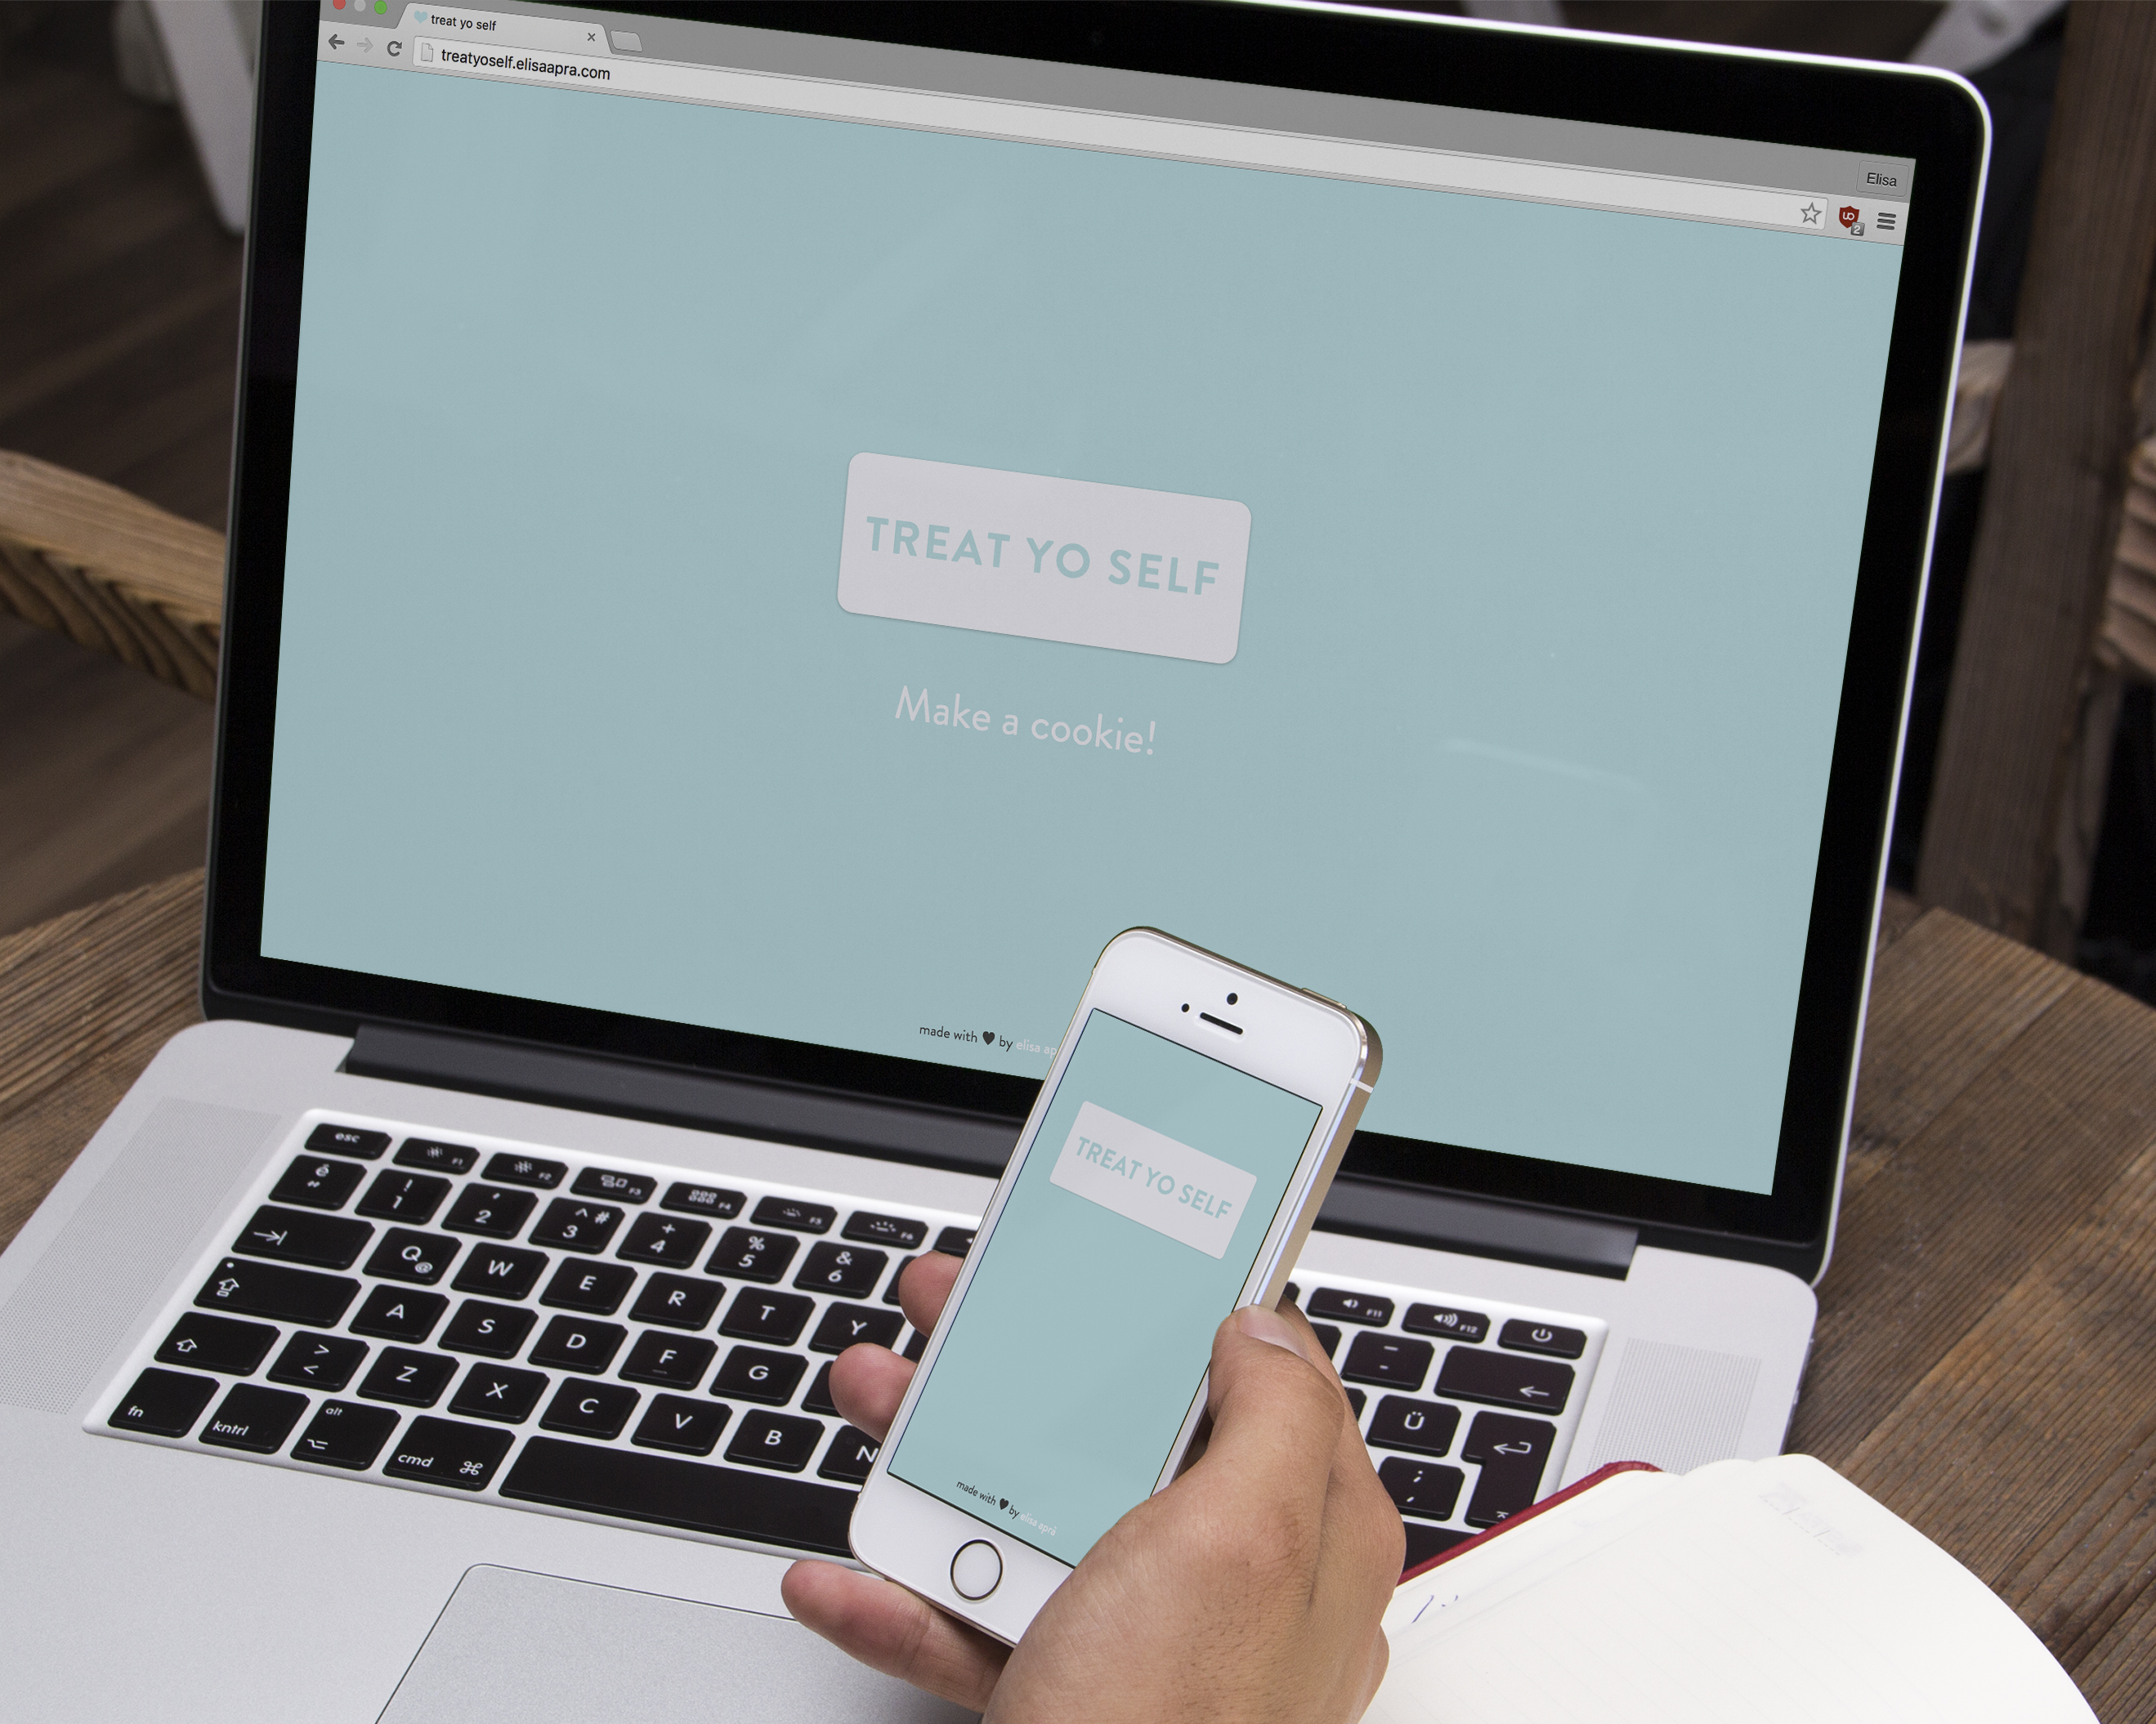 treat yo self
treatyoself.elisaapra.com
Elisa
2
TREAT YO SELF
Make a cookie!
made with ♥ by elisa ap
TREAT YO SELF
made with ♥ by elisa aprà
esc F1 F2 F3 F4 F5 F6 F11 F12
é " ! 1 ' 2 ^ # 3 + 4 % 5 & 6 -
Q @ W E R T Y Ü
A S D F G ;
> < Z X C V B N
fn kntrl alt cmd ⌘